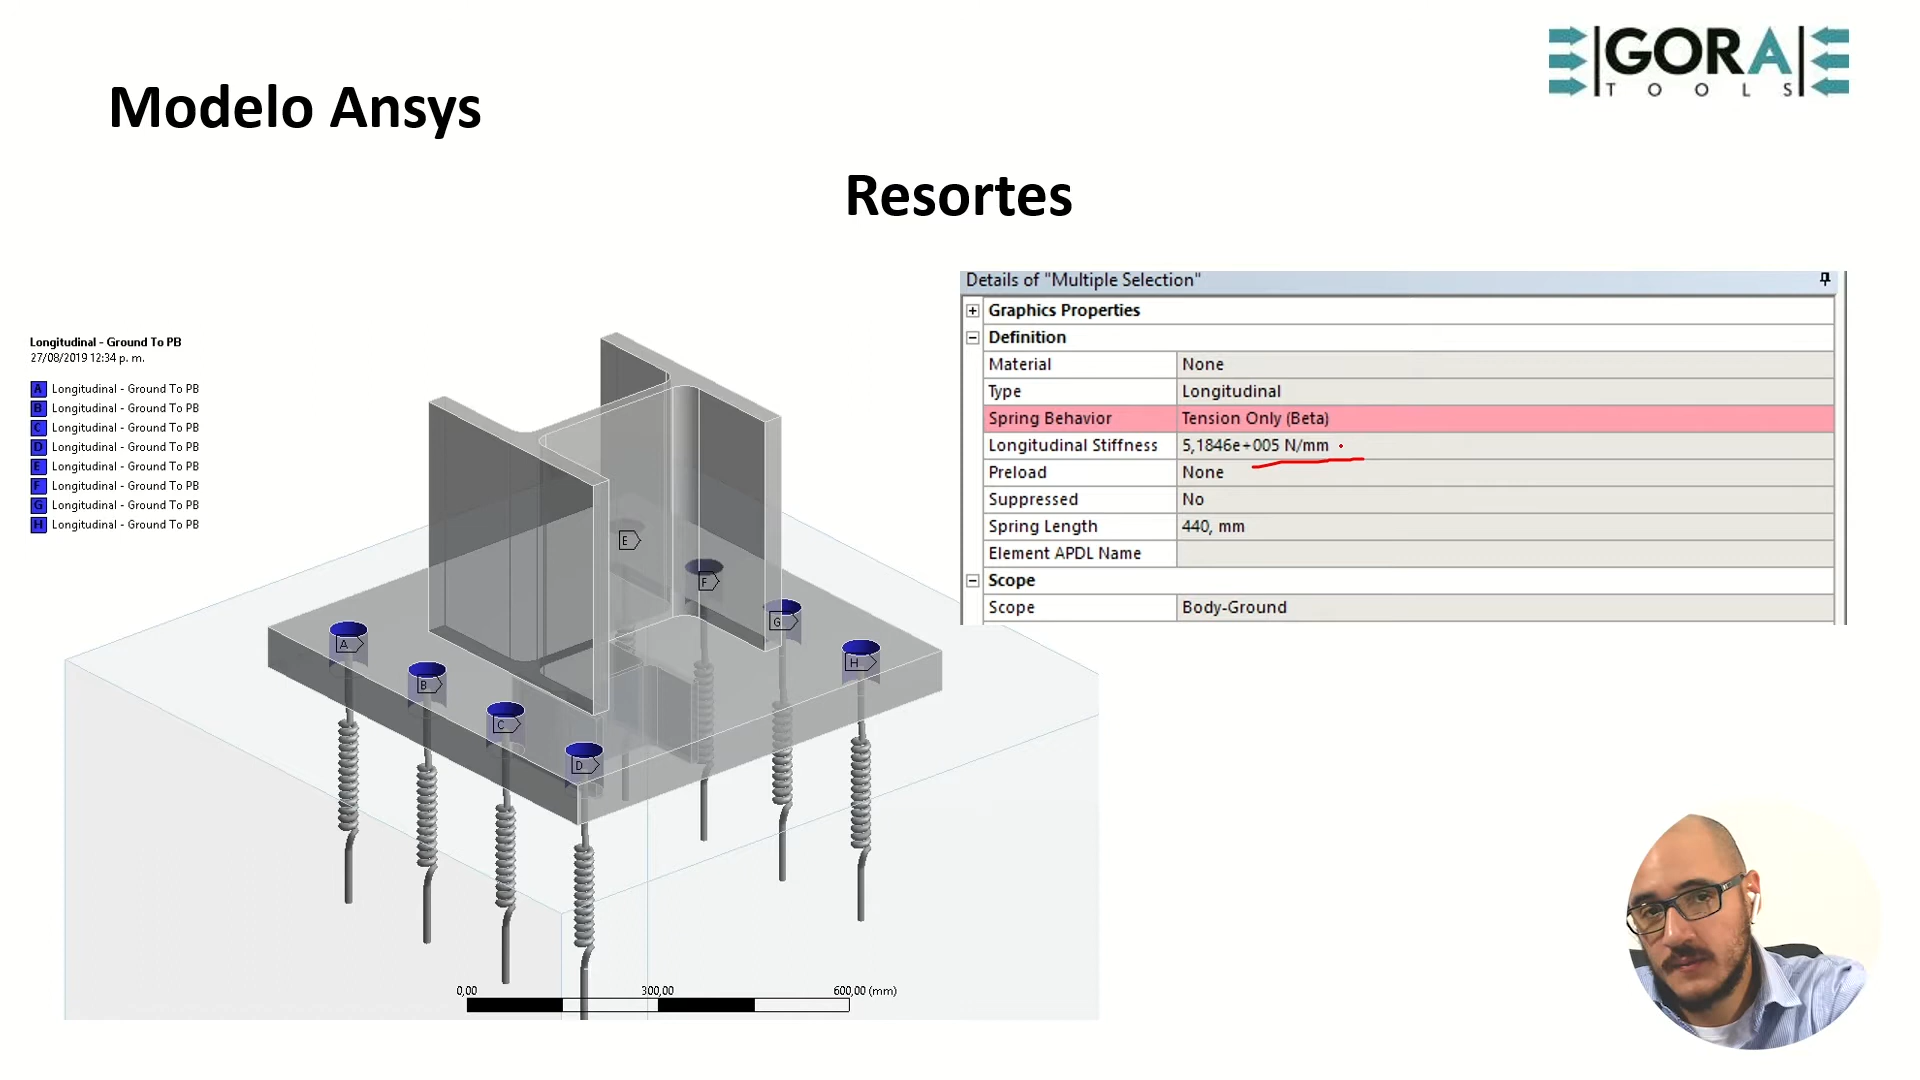 GORA
TOOLS
Modelo Ansys
Resortes
Longitudinal - Ground To PB
27/08/2019 12:34 p. m.
A Longitudinal - Ground To PB
B Longitudinal - Ground To PB
C Longitudinal - Ground To PB
D Longitudinal - Ground To PB
E Longitudinal - Ground To PB
F Longitudinal - Ground To PB
G Longitudinal - Ground To PB
H Longitudinal - Ground To PB
Details of "Multiple Selection"
Graphics Properties
Definition
Material None
Type Longitudinal
Spring Behavior Tension Only (Beta)
Longitudinal Stiffness 5,1846e+005 N/mm
Preload None
Suppressed No
Spring Length 440, mm
Element APDL Name
Scope
Scope Body-Ground
E
F
G
A
H
B
C
D
0,00 300,00 600,00 (mm)